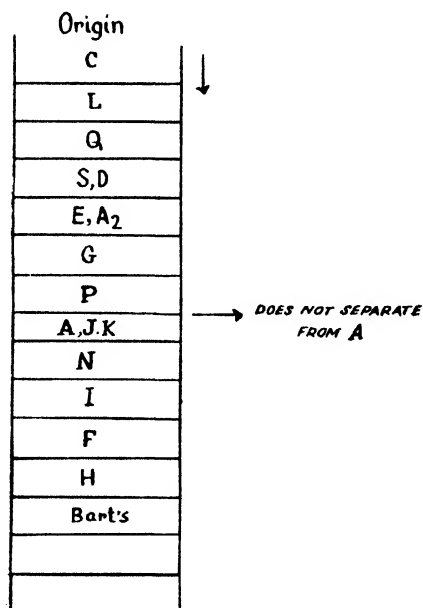 Origin
C
L
Q
S,D
E, A₂
G
P
A,J.K
N
I
F
H
Bart's
DOES NOT SEPARATE
FROM A